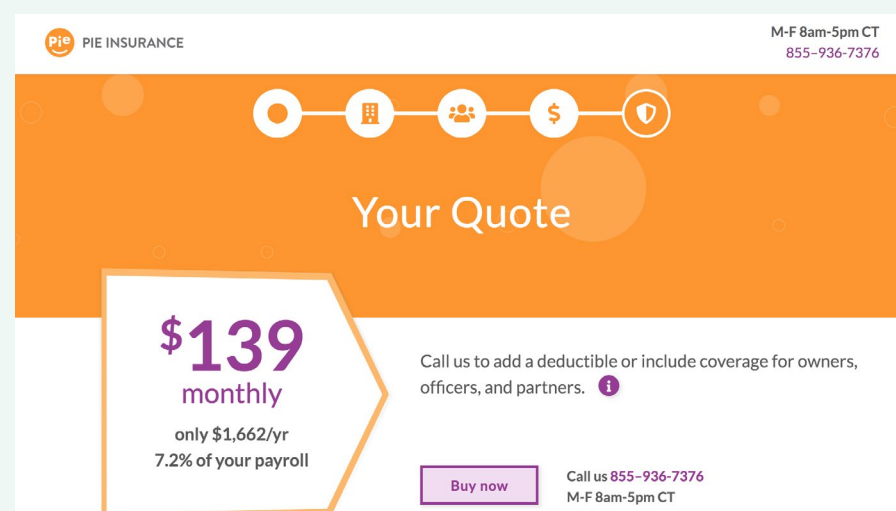 Pie PIE INSURANCE
M-F 8am-5pm CT
855–936-7376
$
Your Quote
$139
monthly
only $1,662/yr
7.2% of your payroll
Call us to add a deductible or include coverage for owners,
officers, and partners. i
Buy now
Call us 855–936-7376
M-F 8am-5pm CT